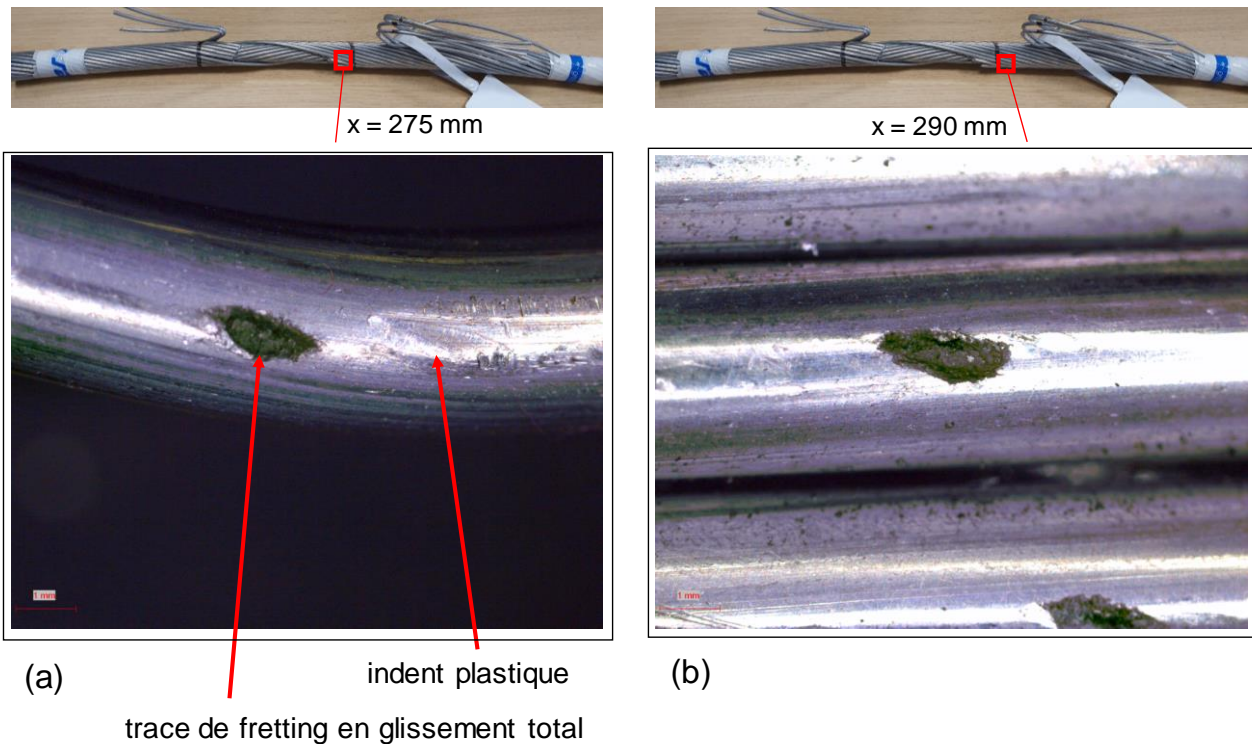 x = 275 mm
x = 290 mm
1 mm
1 mm
(a)
indent plastique
(b)
trace de fretting en glissement total